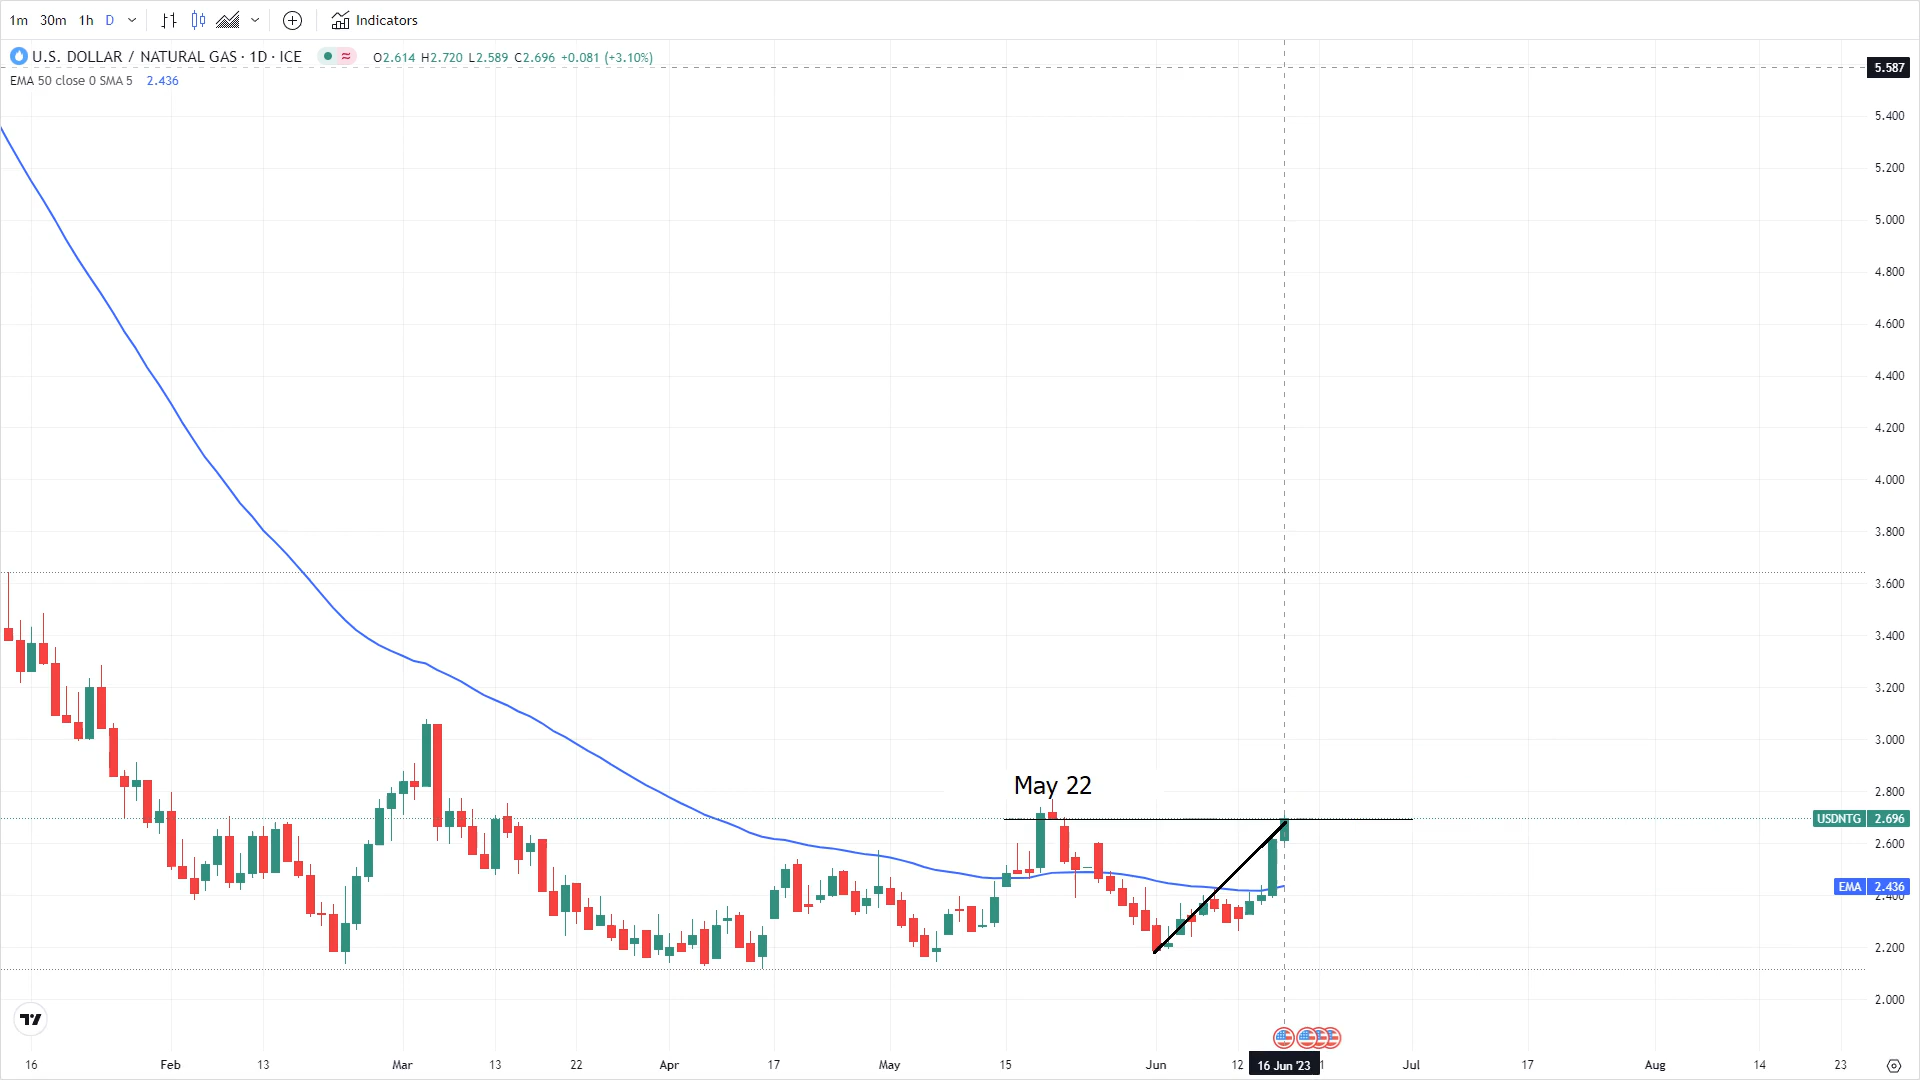 1m 30m 1h D Indicators
U.S. DOLLAR / NATURAL GAS · 1D · ICE O2.614 H2.720 L2.589 C2.696 +0.081 (+3.10%)
EMA 50 close 0 SMA 5 2.436
5.587
5.400
5.200
5.000
4.800
4.600
4.400
4.200
4.000
3.800
3.600
3.400
3.200
3.000
May 22
2.800
USDNTG 2.696
2.600
EMA 2.436
2.400
2.200
2.000
16 Feb 13 Mar 13 22 Apr 17 May 15 Jun 12 16 Jun '23 Jul 17 Aug 14 23